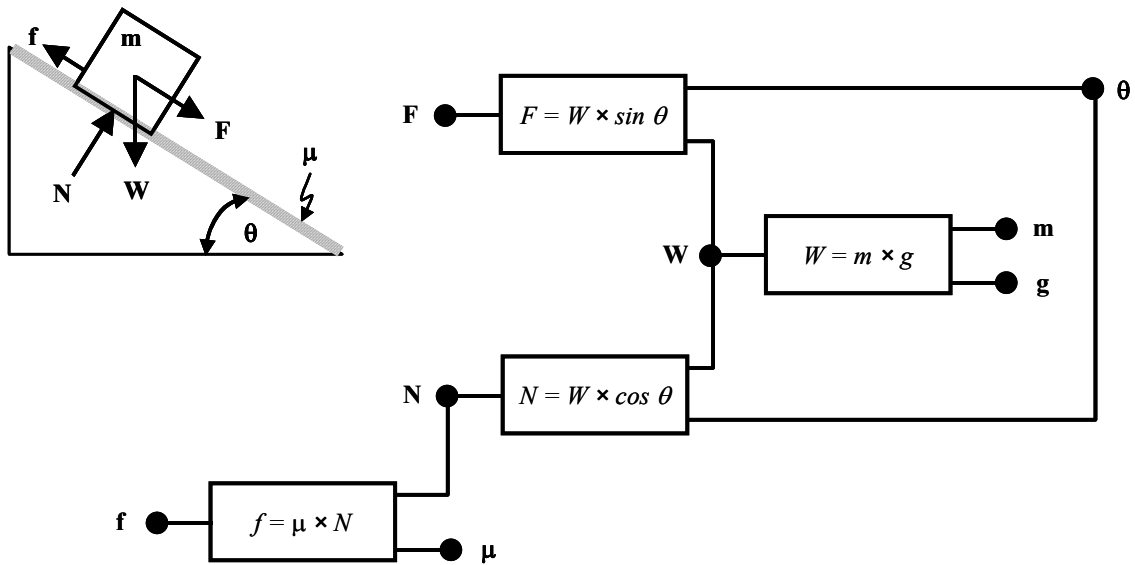 f
m
F
N
W
μ
θ
F
F = W × sin θ
θ
W
W = m × g
m
g
N
N = W × cos θ
f
f = μ × N
μ